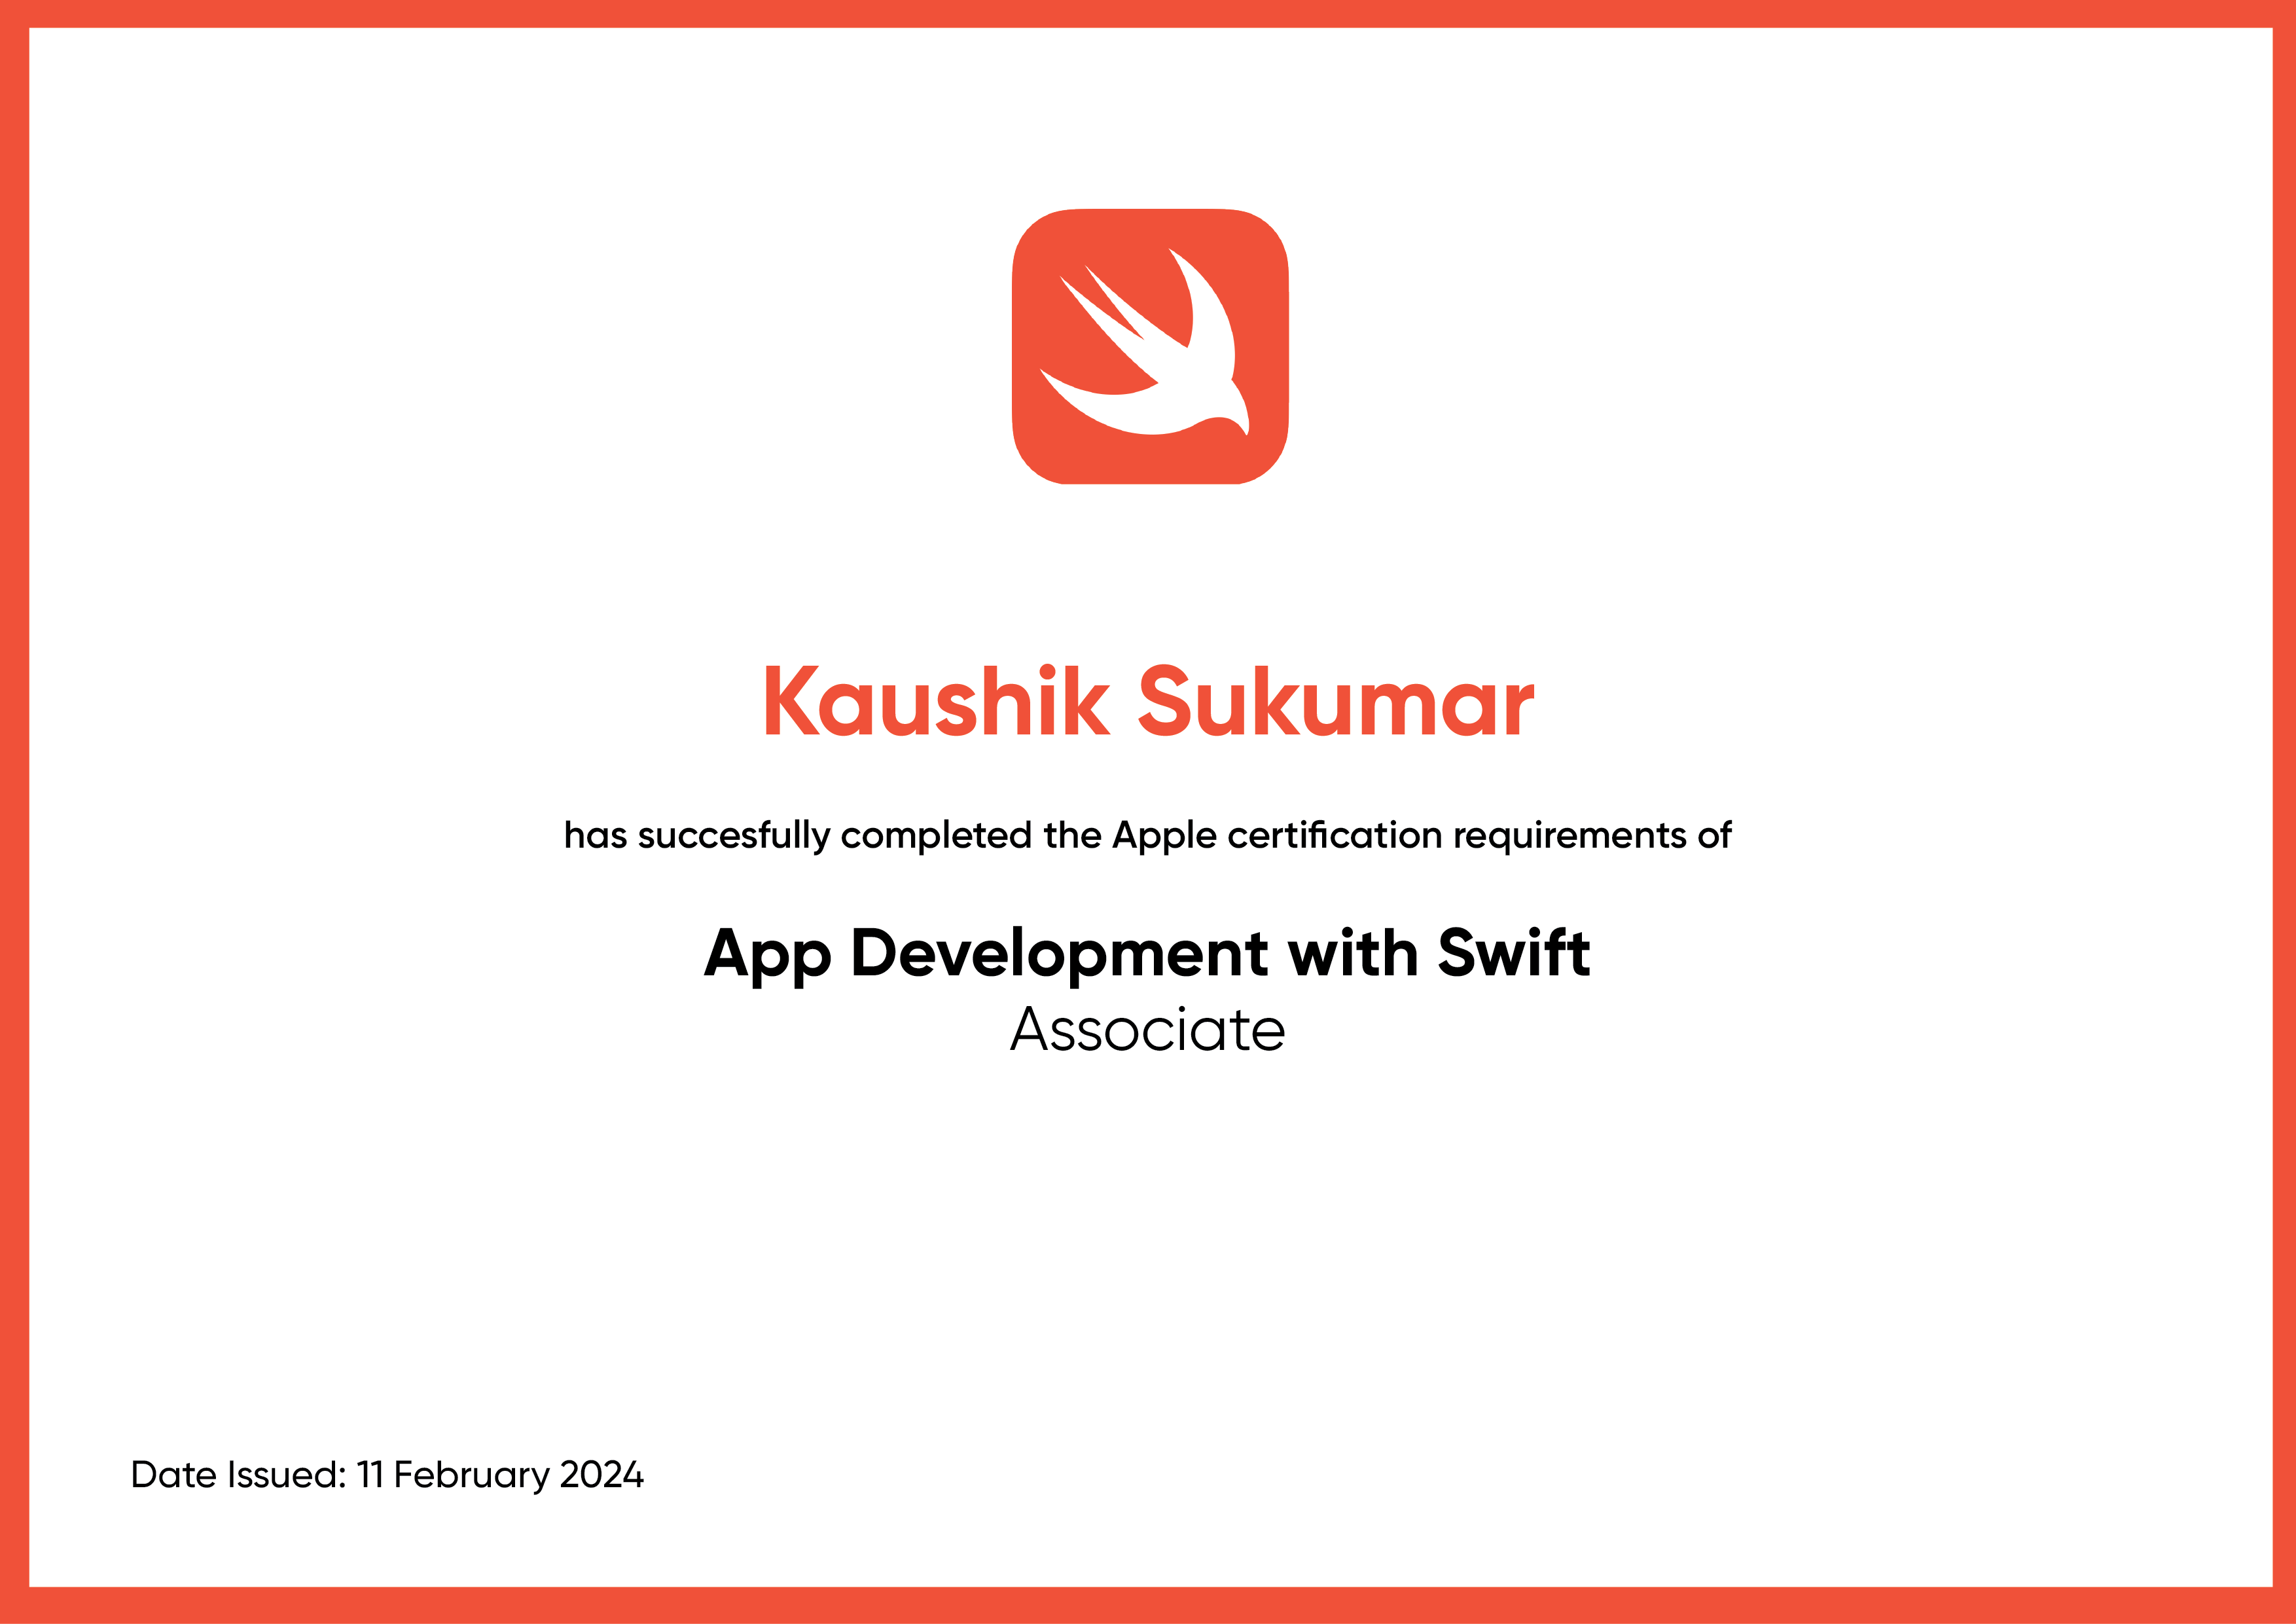 Kaushik Sukumar
has successfully completed the Apple certification requirements of
App Development with Swift
Associate
Date Issued: 11 February 2024